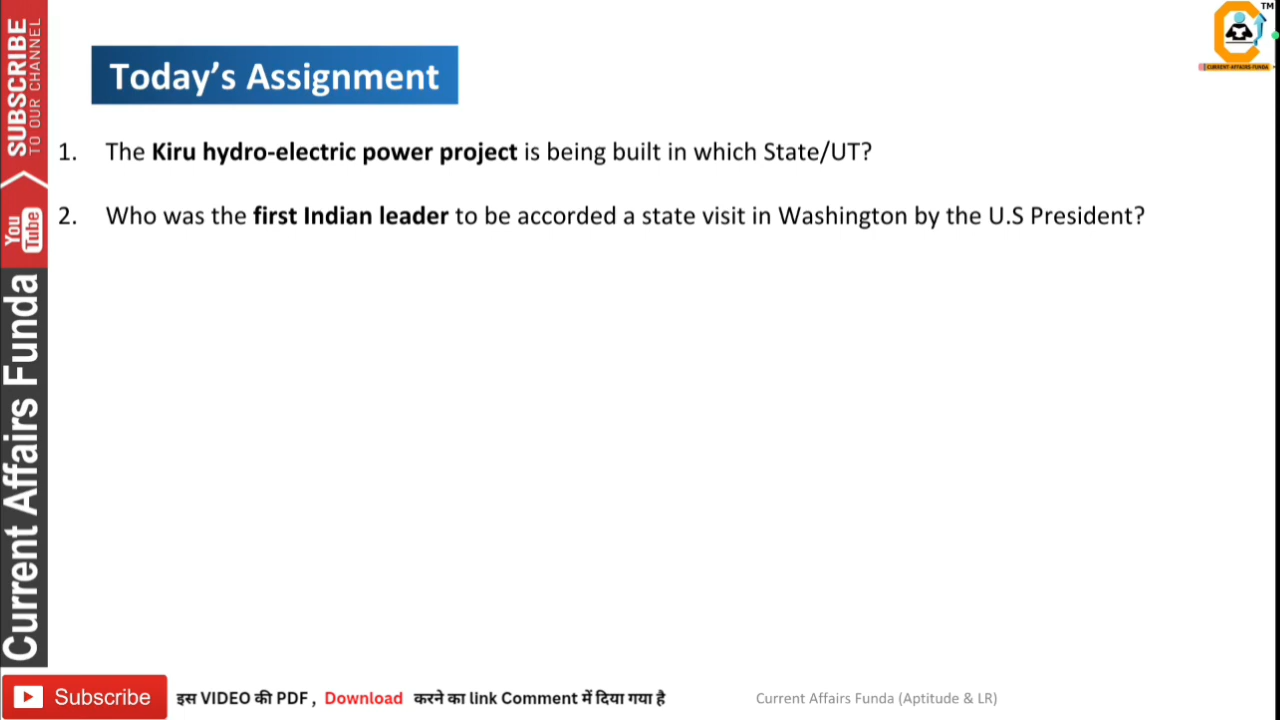 SUBSCRIBE
TO OUR CHANNEL
You
Tube
Current Affairs Funda
TM
CURRENT AFFAIRS FUNDA
Today’s Assignment
1. The Kiru hydro-electric power project is being built in which State/UT?
2. Who was the first Indian leader to be accorded a state visit in Washington by the U.S President?
Subscribe
इस VIDEO की PDF , Download करने का link Comment में दिया गया है
Current Affairs Funda (Aptitude & LR)